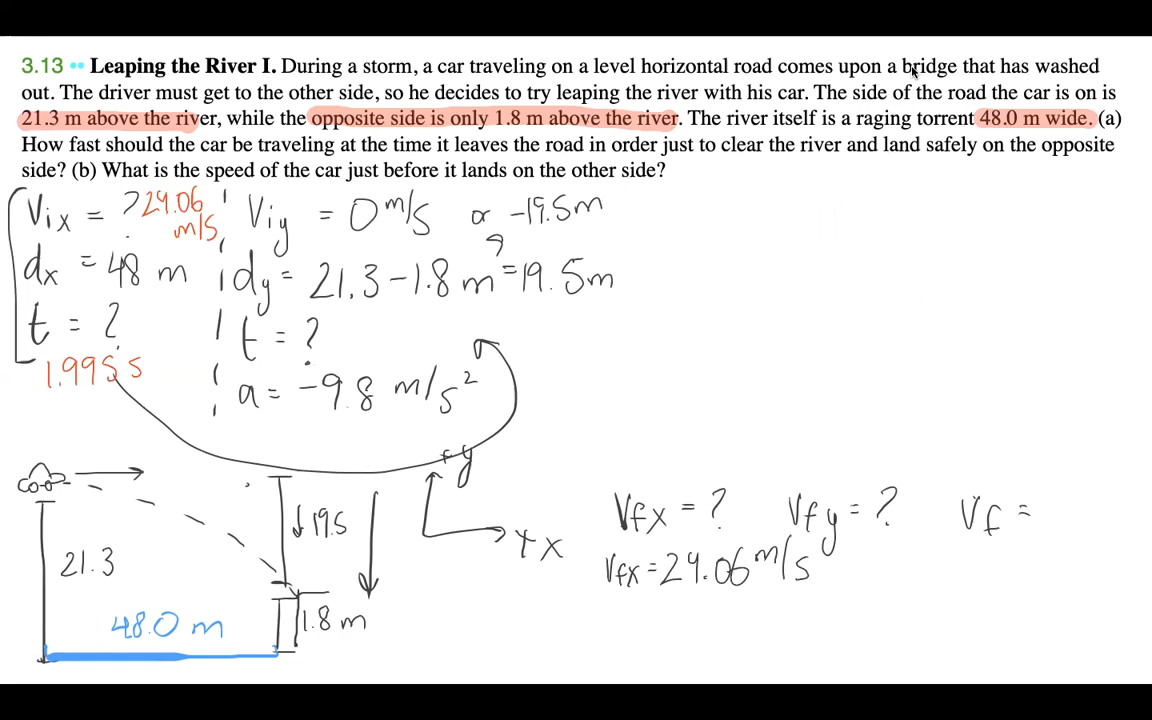 3.13 •• Leaping the River I. During a storm, a car traveling on a level horizontal road comes upon a bridge that has washed
out. The driver must get to the other side, so he decides to try leaping the river with his car. The side of the road the car is on is
21.3 m above the river, while the opposite side is only 1.8 m above the river. The river itself is a raging torrent 48.0 m wide. (a)
How fast should the car be traveling at the time it leaves the road in order just to clear the river and land safely on the opposite
side? (b) What is the speed of the car just before it lands on the other side?
Vix = ? 24.06 m/s
Viy = 0 m/s or -19.5m
dx = 48 m
dy = 21.3 - 1.8 m = 19.5m
t = ?
t = ?
1.995 s
a = -9.8 m/s²
+y
+x
↓19.5
21.3
1.8 m
48.0 m
Vfx = ? Vfy = ? Vf =
Vfx = 24.06 m/s